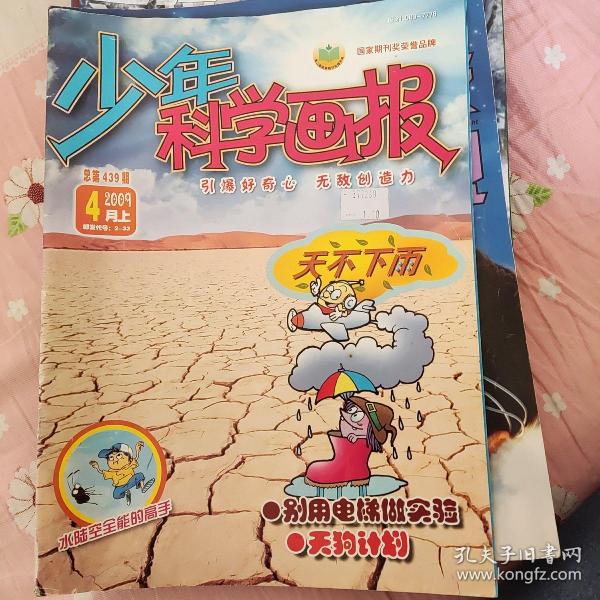 国家期刊奖荣誉品牌
少年
科学画报
引爆好奇心 无敌创造力
总第439期
4 2009
月上
邮发代号：2-33
天不下雨
水陆空全能的高手
●别用电梯做实验
●天狗计划
孔夫子旧书网
www.kongfz.com